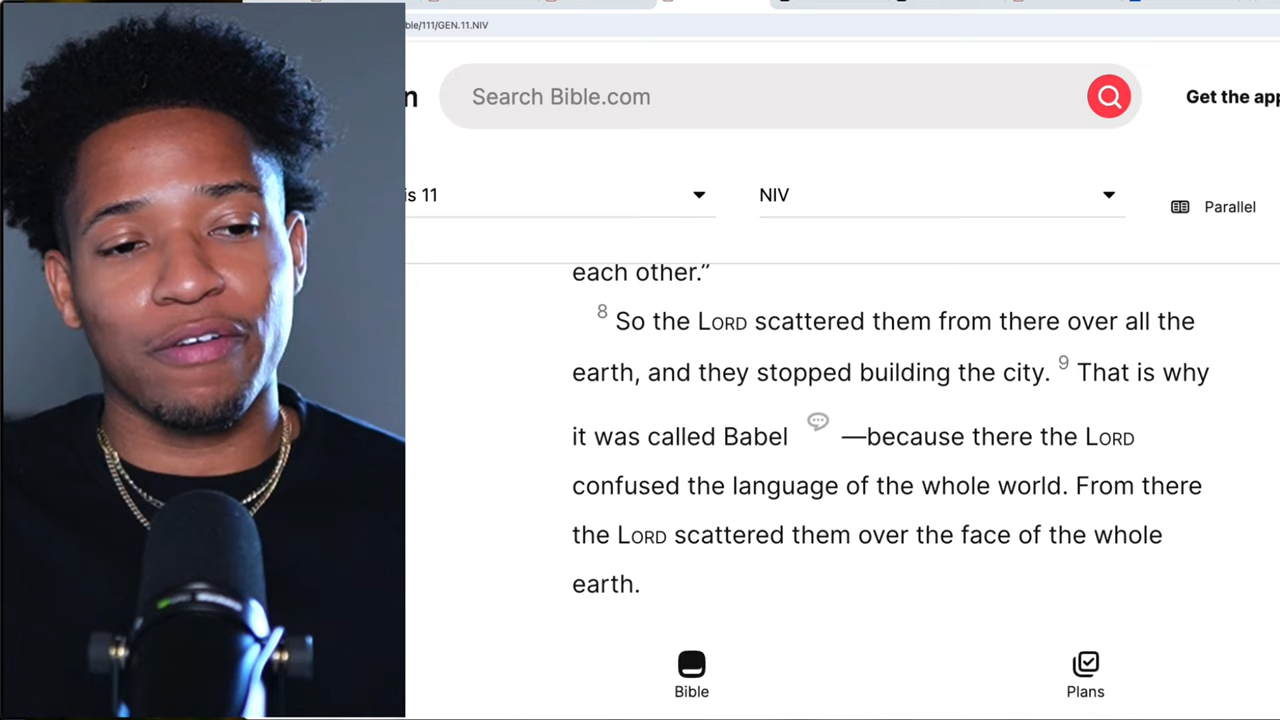 ble/111/GEN.11.NIV
n
Search Bible.com
Get the app
is 11
NIV
Parallel
each other.”
8 So the LORD scattered them from there over all the
earth, and they stopped building the city. 9 That is why
it was called Babel —because there the LORD
confused the language of the whole world. From there
the LORD scattered them over the face of the whole
earth.
Bible
Plans